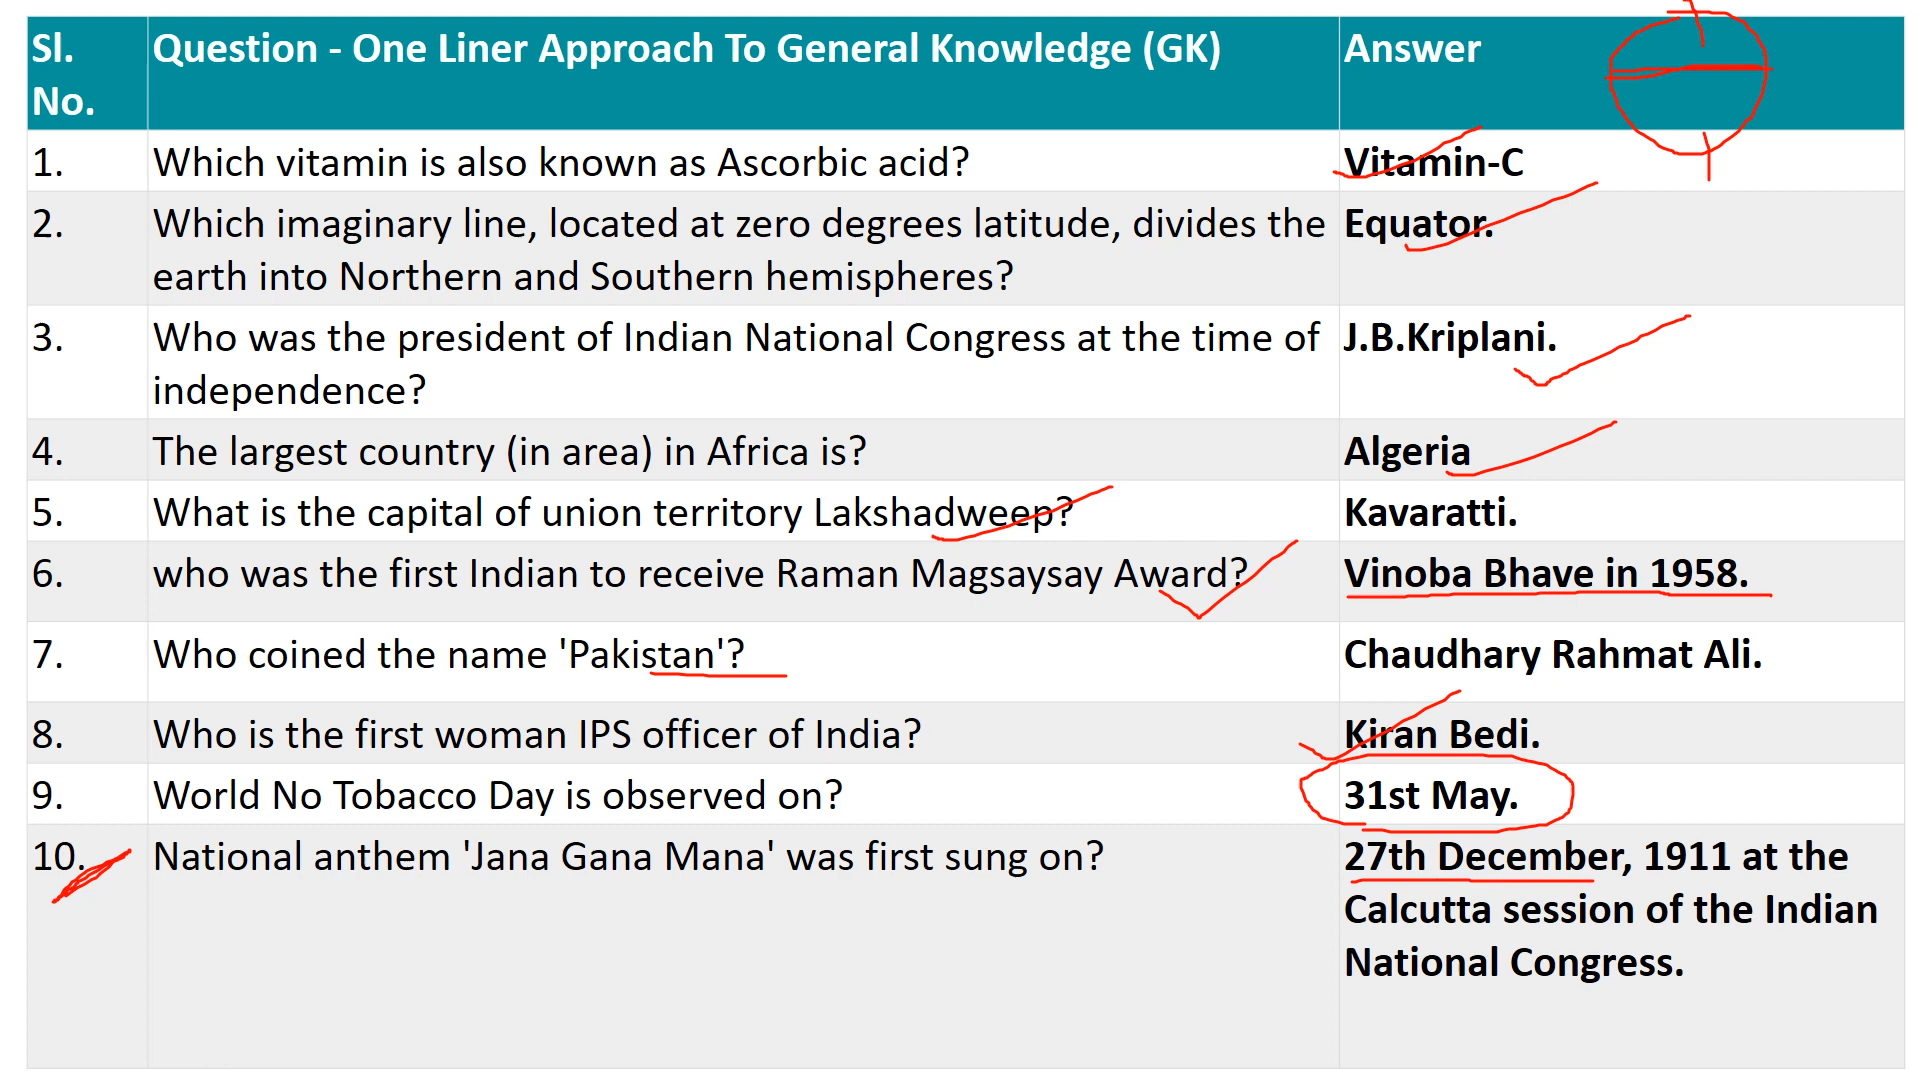 Sl. Question - One Liner Approach To General Knowledge (GK) Answer
No.
1. Which vitamin is also known as Ascorbic acid? Vitamin-C
2. Which imaginary line, located at zero degrees latitude, divides the Equator.
earth into Northern and Southern hemispheres?
3. Who was the president of Indian National Congress at the time of J.B.Kriplani.
independence?
4. The largest country (in area) in Africa is? Algeria
5. What is the capital of union territory Lakshadweep? Kavaratti.
6. who was the first Indian to receive Raman Magsaysay Award? Vinoba Bhave in 1958.
7. Who coined the name 'Pakistan'? Chaudhary Rahmat Ali.
8. Who is the first woman IPS officer of India? Kiran Bedi.
9. World No Tobacco Day is observed on? 31st May.
10. National anthem 'Jana Gana Mana' was first sung on? 27th December, 1911 at the
Calcutta session of the Indian
National Congress.